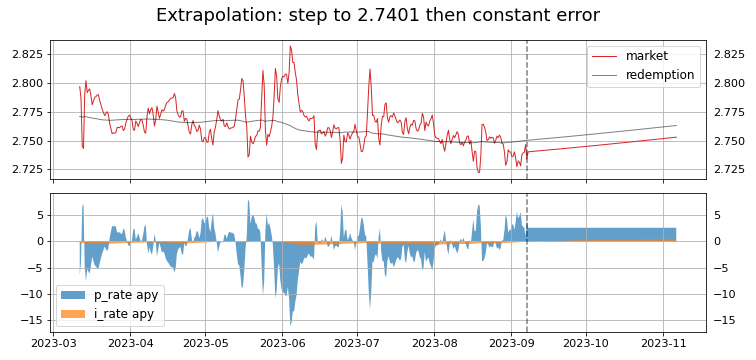 Extrapolation: step to 2.7401 then constant error
2.825 2.825
2.800 2.800
2.775 2.775
2.750 2.750
2.725 2.725
market
redemption
5 5
0 0
−5 −5
−10 −10
−15 −15
p_rate apy
i_rate apy
2023-03 2023-04 2023-05 2023-06 2023-07 2023-08 2023-09 2023-10 2023-11